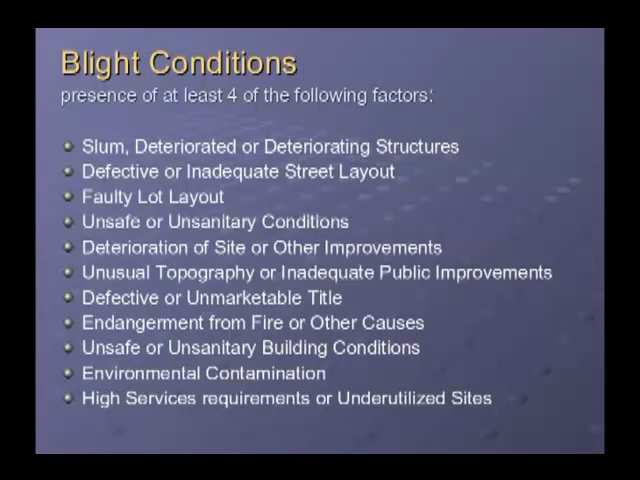 Blight Conditions
presence of at least 4 of the following factors:
Slum, Deteriorated or Deteriorating Structures
Defective or Inadequate Street Layout
Faulty Lot Layout
Unsafe or Unsanitary Conditions
Deterioration of Site or Other Improvements
Unusual Topography or Inadequate Public Improvements
Defective or Unmarketable Title
Endangerment from Fire or Other Causes
Unsafe or Unsanitary Building Conditions
Environmental Contamination
High Services requirements or Underutilized Sites